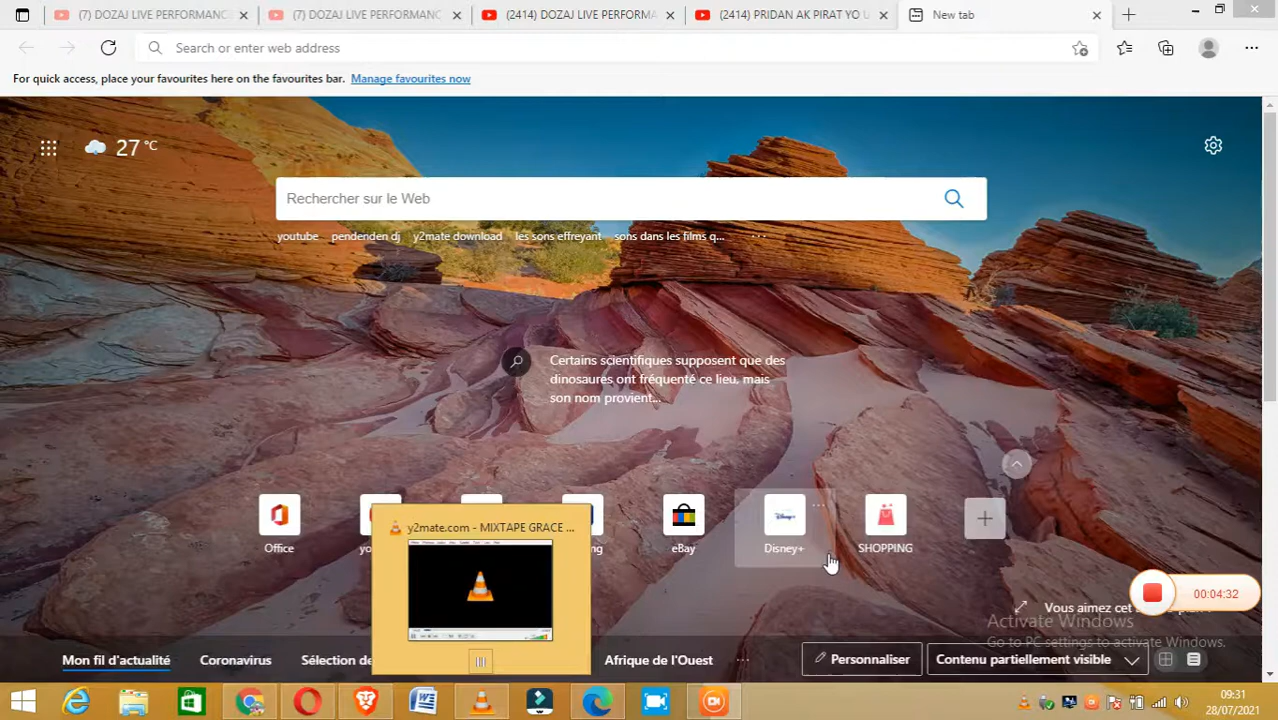 (7) DOZAJ LIVE PERFORMANC
(7) DOZAJ LIVE PERFORMANC
(2414) DOZAJ LIVE PERFORMA
(2414) PRIDAN AK PIRAT YO U
New tab
Search or enter web address
For quick access, place your favourites here on the favourites bar. Manage favourites now
27 °C
Rechercher sur le Web
youtube
pendenden dj
y2mate download
les sons effreyant
sons dans les films q...
Certains scientifiques supposent que des
dinosaures ont fréquenté ce lieu, mais
son nom provient...
y2mate.com - MIXTAPE GRACE ...
Office
yo
ng
eBay
Disney+
SHOPPING
00:04:32
Vous aimez cet
Activate Windows
Go to PC settings to activate Windows.
Mon fil d'actualité
Coronavirus
Sélection de
Afrique de l'Ouest
Personnaliser
Contenu partiellement visible
09:31
28/07/2021